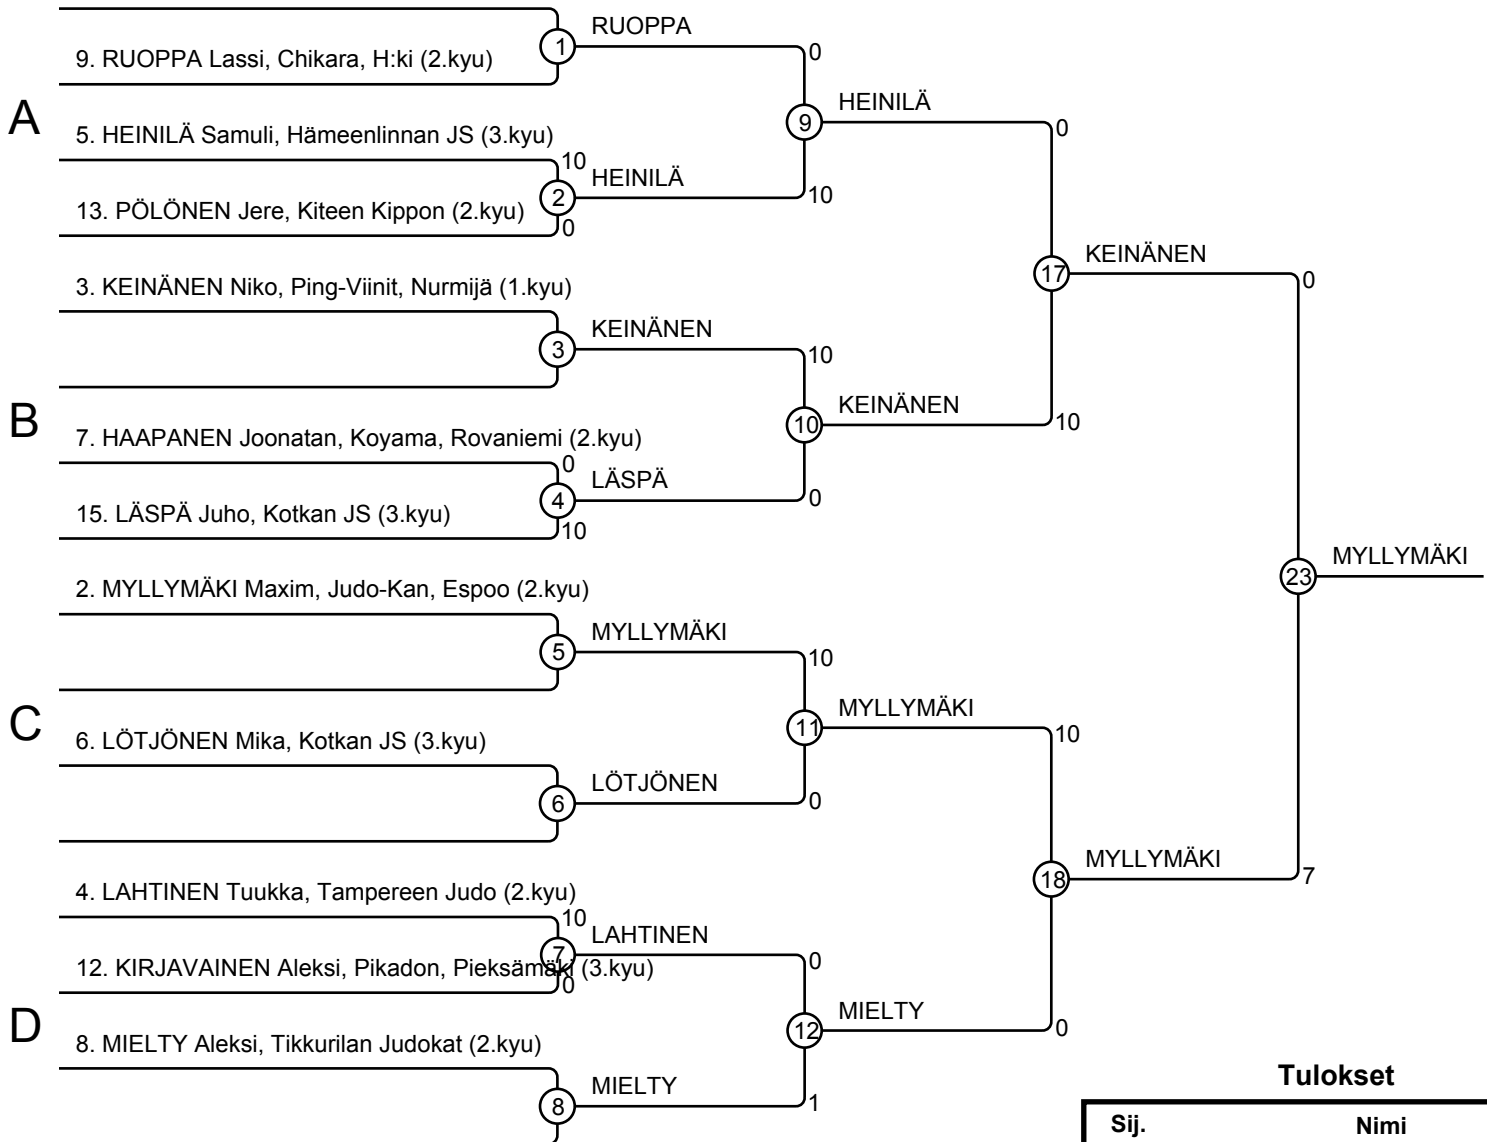 RUOPPA
1
9. RUOPPA Lassi, Chikara, H:ki (2.kyu)
0
A
HEINILÄ
9
5. HEINILÄ Samuli, Hämeenlinnan JS (3.kyu)
0
10
HEINILÄ
2
10
13. PÖLÖNEN Jere, Kiteen Kippon (2.kyu)
0
KEINÄNEN
17
0
3. KEINÄNEN Niko, Ping-Viinit, Nurmijä (1.kyu)
KEINÄNEN
3
10
B
KEINÄNEN
10
10
7. HAAPANEN Joonatan, Koyama, Rovaniemi (2.kyu)
0
LÄSPÄ
4
0
15. LÄSPÄ Juho, Kotkan JS (3.kyu)
10
MYLLYMÄKI
23
2. MYLLYMÄKI Maxim, Judo-Kan, Espoo (2.kyu)
MYLLYMÄKI
5
10
C
MYLLYMÄKI
11
10
6. LÖTJÖNEN Mika, Kotkan JS (3.kyu)
LÖTJÖNEN
6
0
MYLLYMÄKI
18
7
4. LAHTINEN Tuukka, Tampereen Judo (2.kyu)
10
LAHTINEN
7
0
12. KIRJAVAINEN Aleksi, Pikadon, Pieksämäki (3.kyu)
0
D
MIELTY
12
0
8. MIELTY Aleksi, Tikkurilan Judokat (2.kyu)
MIELTY
8
1
Tulokset
Sij. Nimi